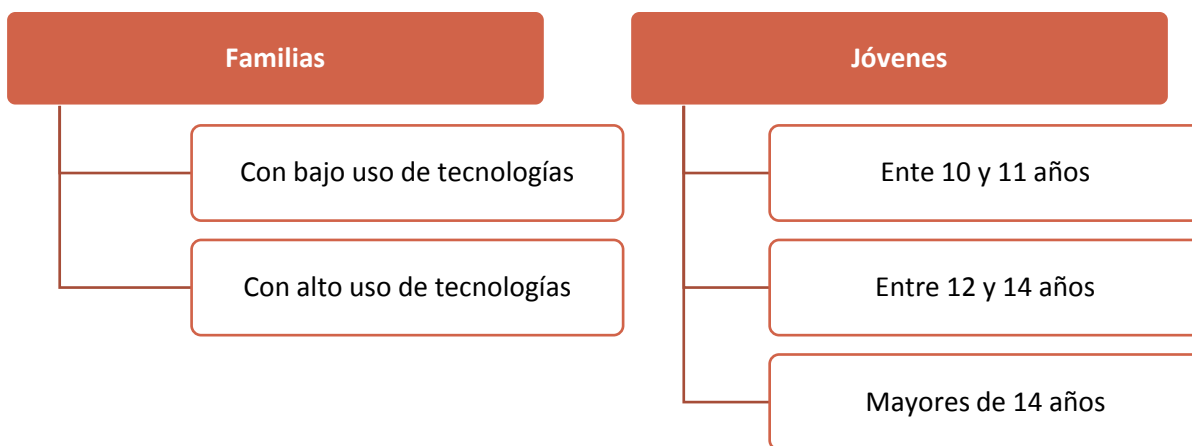 Familias
Con bajo uso de tecnologías
Con alto uso de tecnologías
Jóvenes
Ente 10 y 11 años
Entre 12 y 14 años
Mayores de 14 años